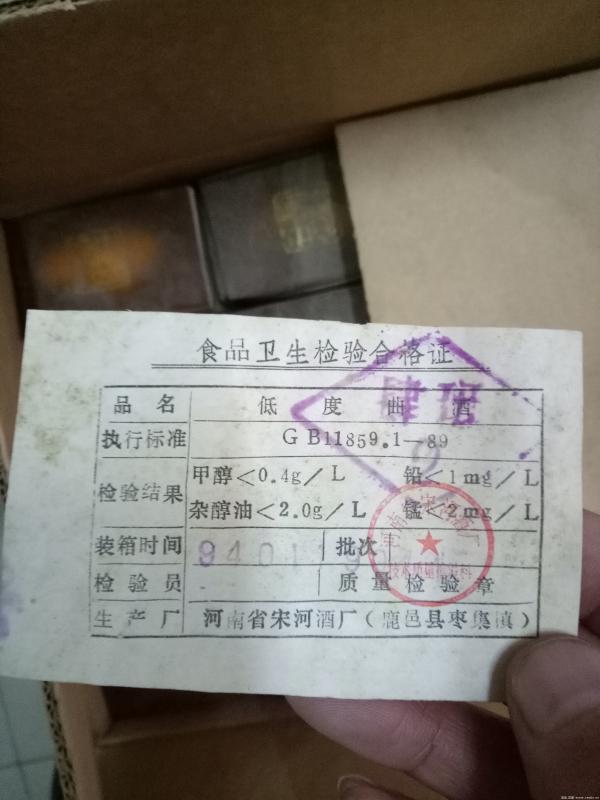 食品卫生检验合格证
品名 低度曲酒
执行标准 GB11859.1—89
检验结果 甲醇<0.4g/L 铅<1mg/L
杂醇油<2.0g/L 锰<2mg/L
装箱时间 94011 批次
检验员 质量检验章
生产厂 河南省宋河酒厂(鹿邑县枣集镇)
肆班